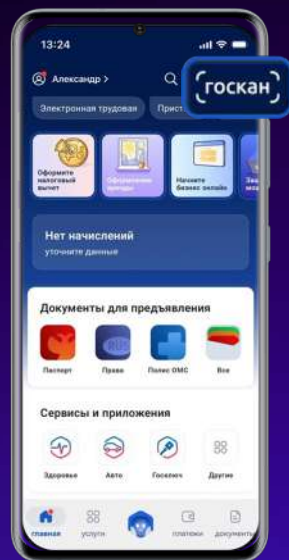 13:24
Александр >
госкан
Электронная трудовая
Прист
Оформите налоговый вычет
Оформление аренды
Начните бизнес онлайн
Нет начислений
уточните данные
Документы для предъявления
RUS
Паспорт
Права
Полис ОМС
Все
Сервисы и приложения
Здоровье
Авто
Госключ
Другие
главная
услуги
платежи
документы